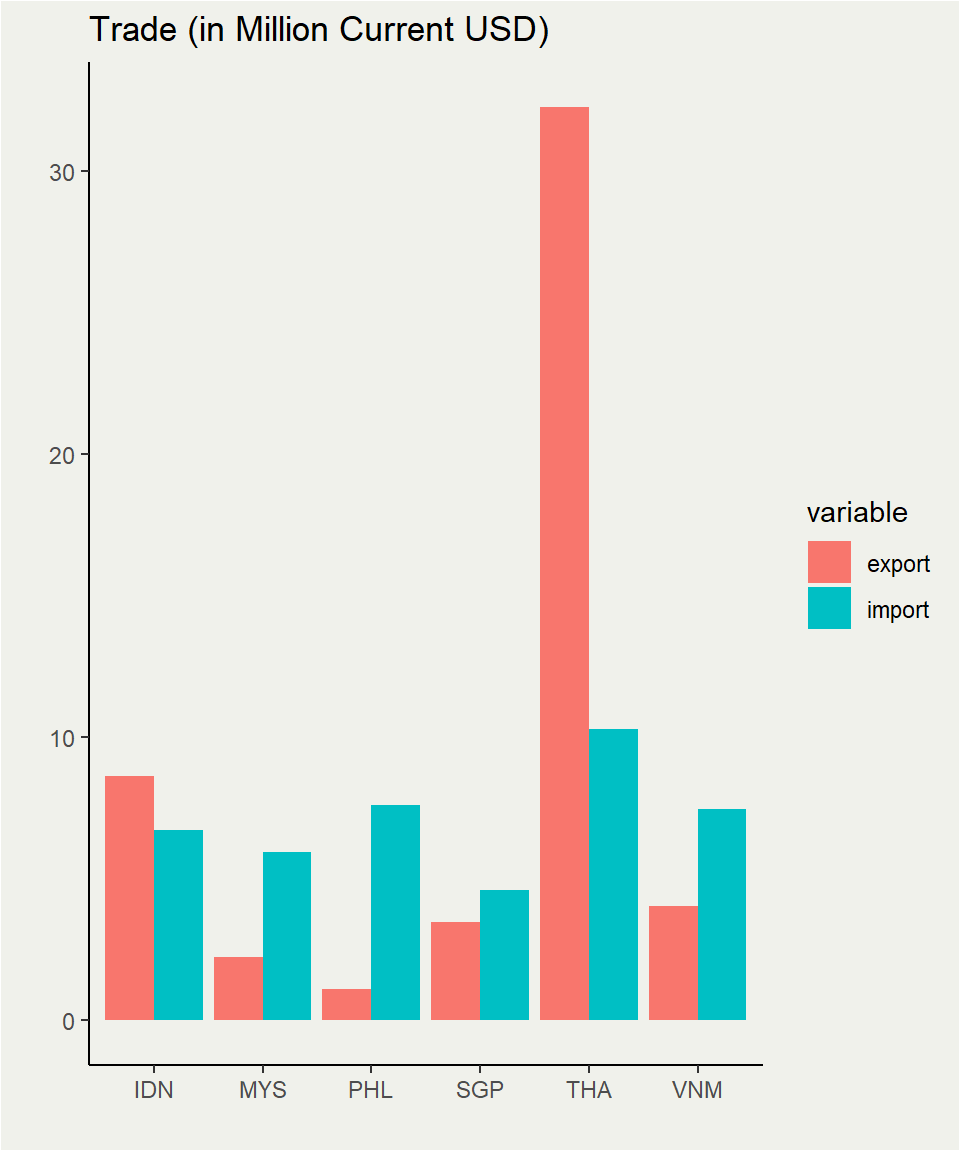 Trade (in Million Current USD)
30
20
10
0
IDN MYS PHL SGP THA VNM
variable
export
import